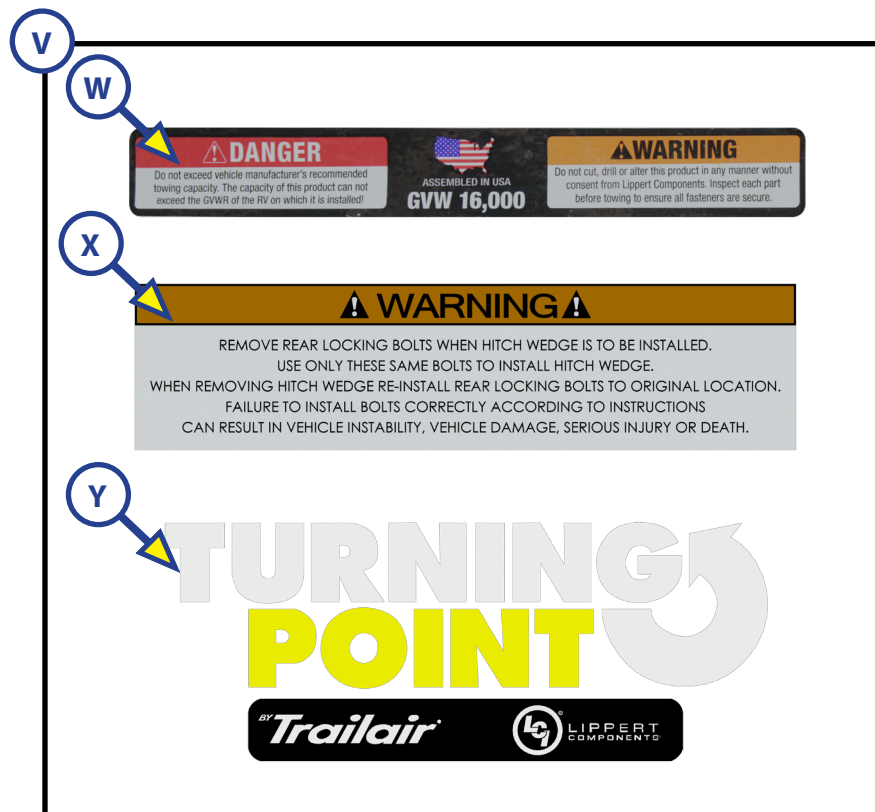 V
W
DANGER
Do not exceed vehicle manufacturer's recommended
towing capacity. The capacity of this product can not
exceed the GVWR of the RV on which it is installed!
ASSEMBLED IN USA
GVW 16,000
WARNING
Do not cut, drill or alter this product in any manner without
consent from Lippert Components. Inspect each part
before towing to ensure all fasteners are secure.
X
WARNING
REMOVE REAR LOCKING BOLTS WHEN HITCH WEDGE IS TO BE INSTALLED.
USE ONLY THESE SAME BOLTS TO INSTALL HITCH WEDGE.
WHEN REMOVING HITCH WEDGE RE-INSTALL REAR LOCKING BOLTS TO ORIGINAL LOCATION.
FAILURE TO INSTALL BOLTS CORRECTLY ACCORDING TO INSTRUCTIONS
CAN RESULT IN VEHICLE INSTABILITY, VEHICLE DAMAGE, SERIOUS INJURY OR DEATH.
Y
TURNING
POINT
BY Trailair
LCI LIPPERT
COMPONENTS®